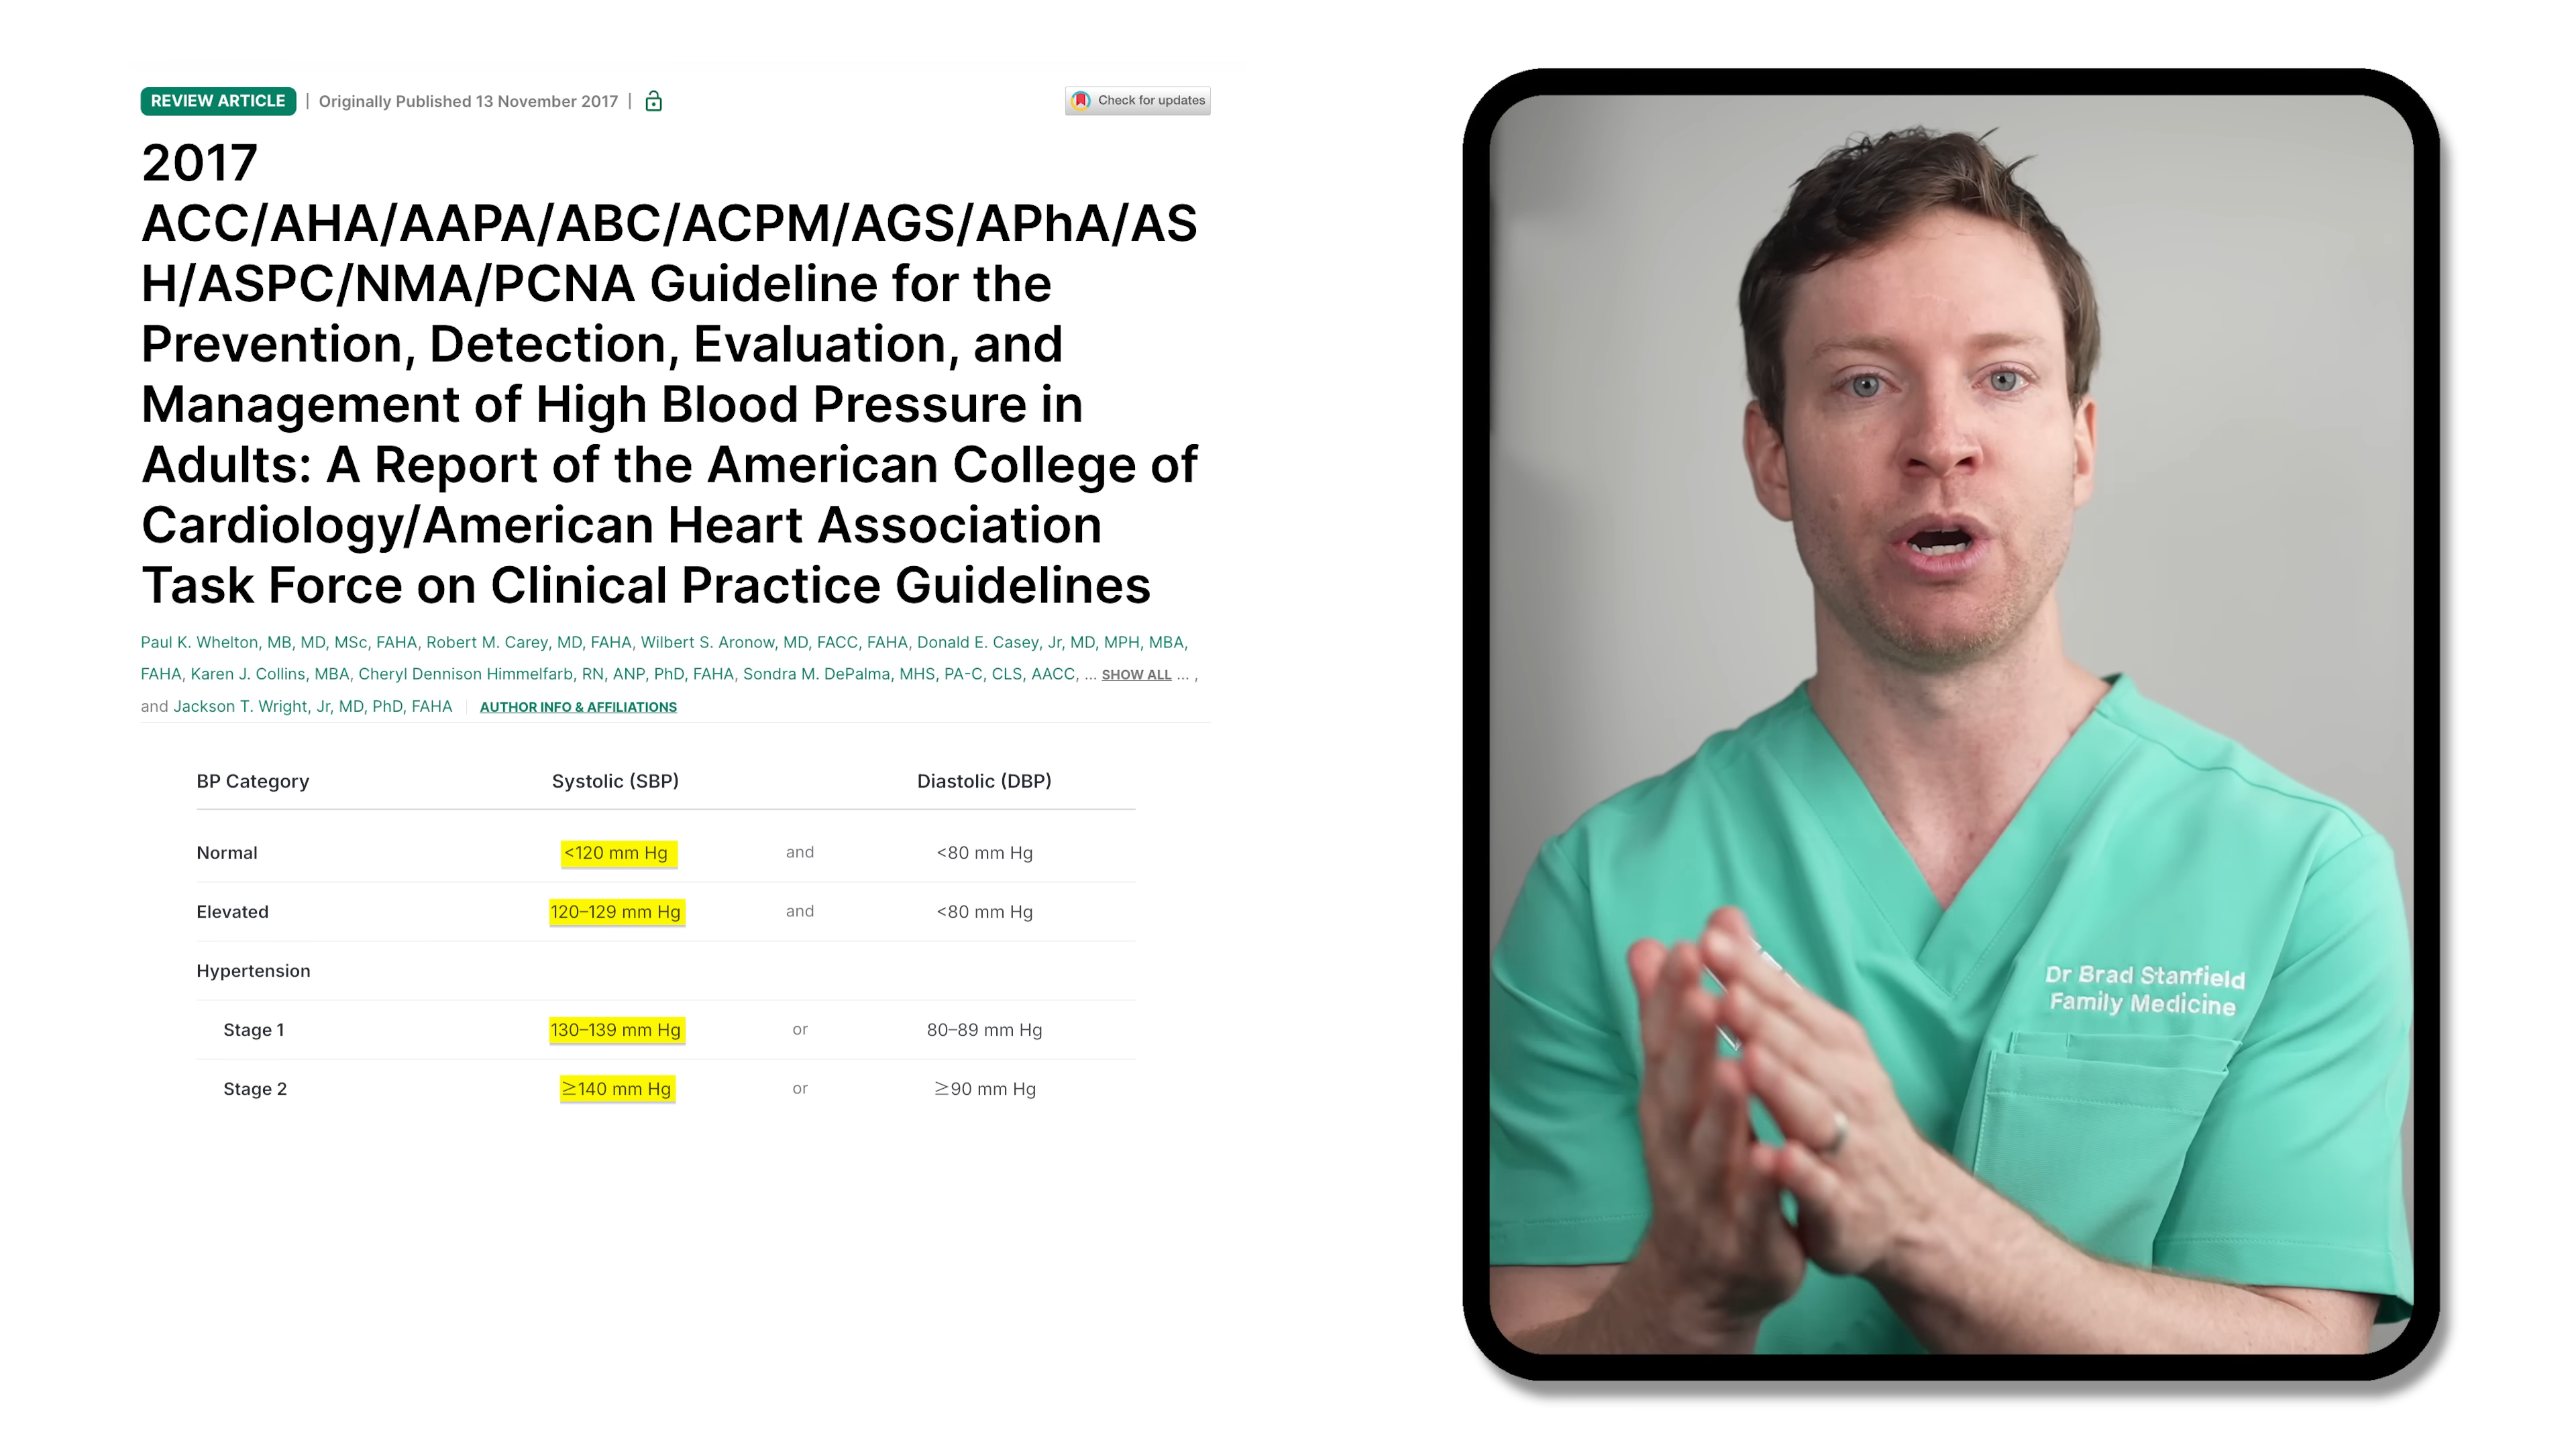 REVIEW ARTICLE | Originally Published 13 November 2017 |
Check for updates
2017
ACC/AHA/AAPA/ABC/ACPM/AGS/APhA/AS
H/ASPC/NMA/PCNA Guideline for the
Prevention, Detection, Evaluation, and
Management of High Blood Pressure in
Adults: A Report of the American College of
Cardiology/American Heart Association
Task Force on Clinical Practice Guidelines
Paul K. Whelton, MB, MD, MSc, FAHA, Robert M. Carey, MD, FAHA, Wilbert S. Aronow, MD, FACC, FAHA, Donald E. Casey, Jr, MD, MPH, MBA,
FAHA, Karen J. Collins, MBA, Cheryl Dennison Himmelfarb, RN, ANP, PhD, FAHA, Sondra M. DePalma, MHS, PA-C, CLS, AACC, ... SHOW ALL ... ,
and Jackson T. Wright, Jr, MD, PhD, FAHA | AUTHOR INFO & AFFILIATIONS
BP Category Systolic (SBP) Diastolic (DBP)
Normal <120 mm Hg and <80 mm Hg
Elevated 120–129 mm Hg and <80 mm Hg
Hypertension
Stage 1 130–139 mm Hg or 80–89 mm Hg
Stage 2 ≥140 mm Hg or ≥90 mm Hg
Dr Brad Stanfield
Family Medicine